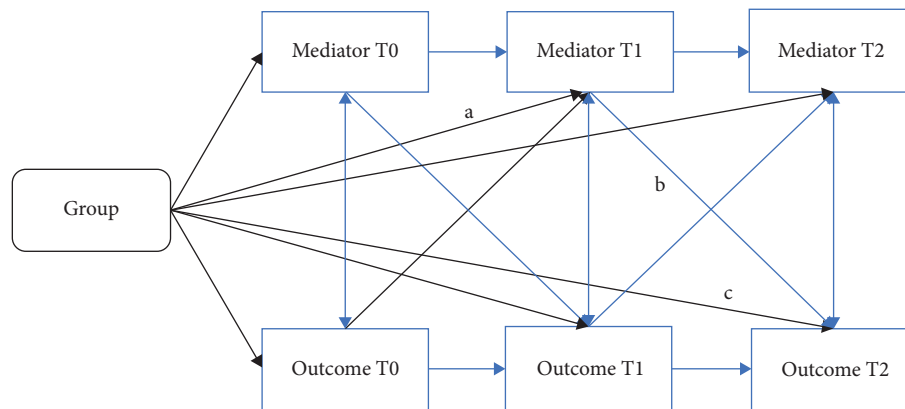 Mediator T0
Mediator T1
Mediator T2
a
b
Group
c
Outcome T0
Outcome T1
Outcome T2